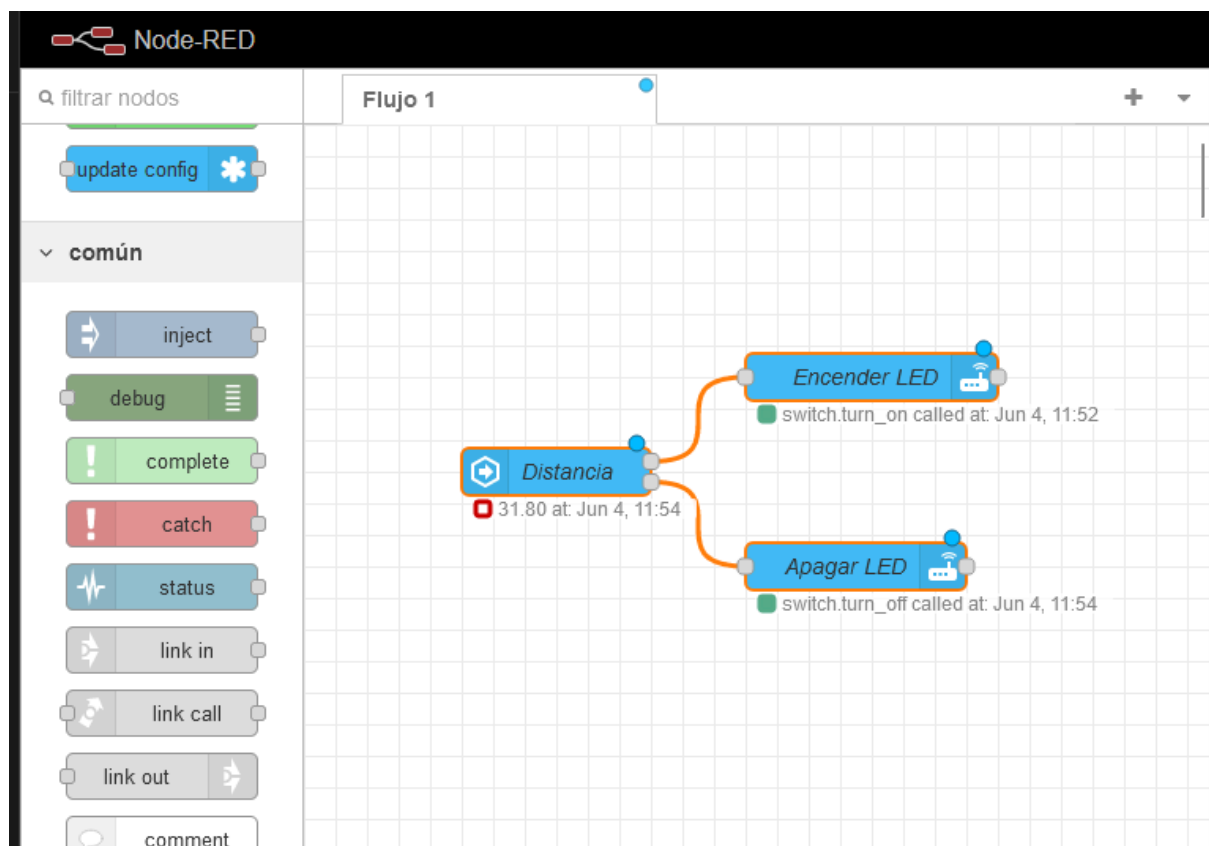 Node-RED
filtrar nodos
Flujo 1
update config
común
inject
debug
complete
catch
status
link in
link call
link out
comment
Encender LED
switch.turn_on called at: Jun 4, 11:52
Distancia
31.80 at: Jun 4, 11:54
Apagar LED
switch.turn_off called at: Jun 4, 11:54